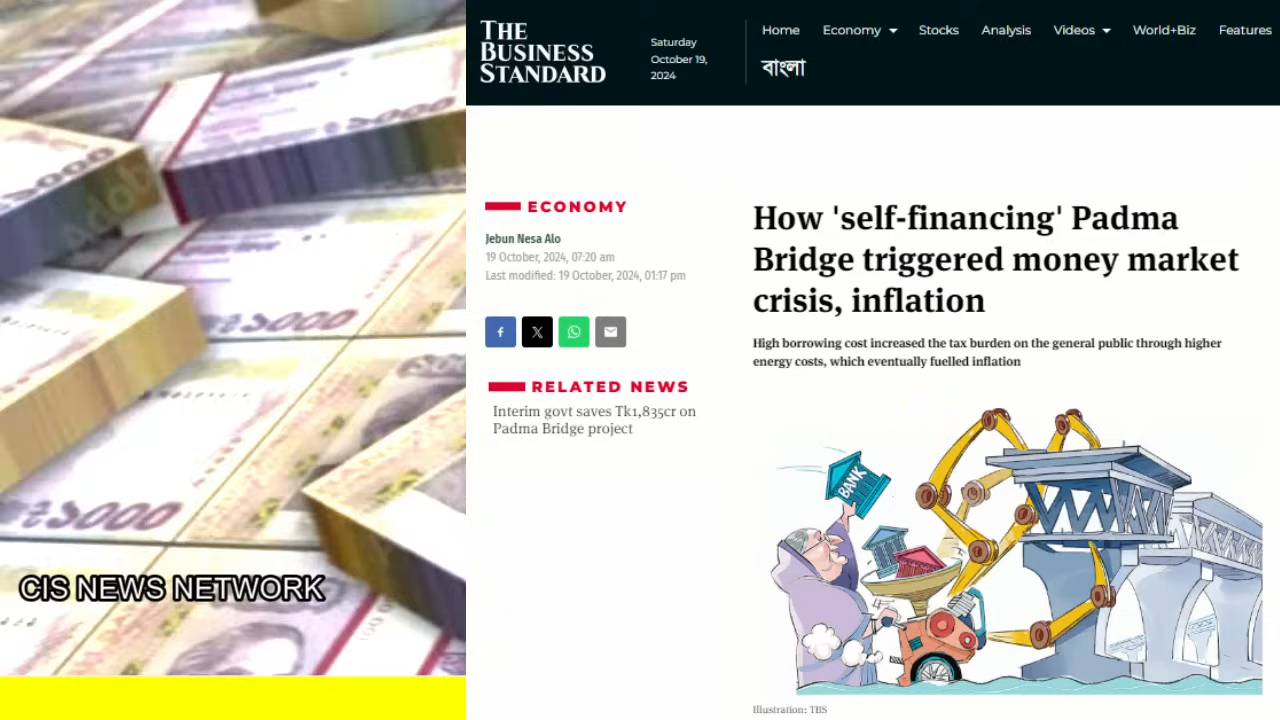 THE
BUSINESS
STANDARD
Saturday
October 19,
2024
Home Economy Stocks Analysis Videos World+Biz Features
বাংলা
ECONOMY
Jebun Nesa Alo
19 October, 2024, 07:20 am
Last modified: 19 October, 2024, 01:17 pm
RELATED NEWS
Interim govt saves Tk1,835cr on
Padma Bridge project
How 'self-financing' Padma
Bridge triggered money market
crisis, inflation
High borrowing cost increased the tax burden on the general public through higher
energy costs, which eventually fuelled inflation
BANK
Illustration: TBS
৳১০০০
৳১০০০
CIS NEWS NETWORK